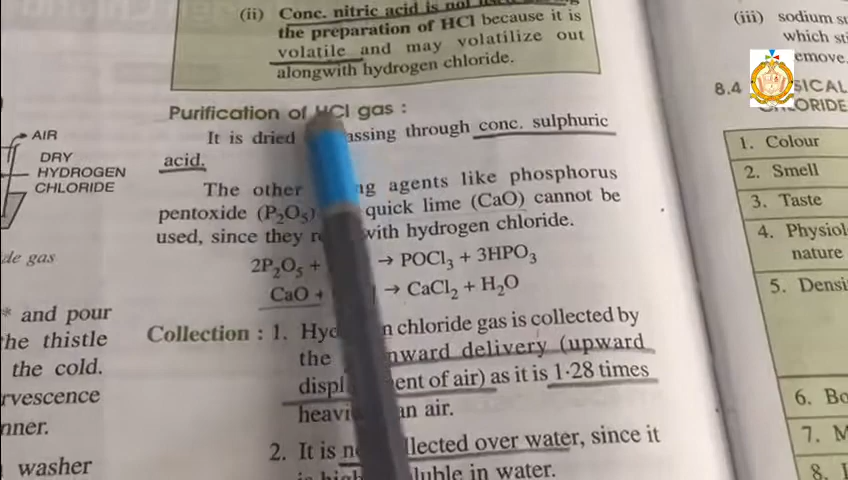 (ii) Conc. nitric acid is not
the preparation of HCl because it is
volatile and may volatilize out
alongwith hydrogen chloride.
Purification of HCl gas :
It is dried assing through conc. sulphuric
acid.
The other g agents like phosphorus
pentoxide (P₂O₅) quick lime (CaO) cannot be
used, since they r with hydrogen chloride.
2P₂O₅ + → POCl₃ + 3HPO₃
CaO + → CaCl₂ + H₂O
Collection : 1. Hyd n chloride gas is collected by
the nward delivery (upward
displ ent of air) as it is 1·28 times
heavi an air.
2. It is n llected over water, since it
luble in water.
AIR
DRY
HYDROGEN
CHLORIDE
de gas
* and pour
he thistle
the cold.
rvescence
nner.
washer
(iii) sodium su
which sti
emove
8.4 SICAL
ORIDE
1. Colour
2. Smell
3. Taste
4. Physiol
nature
5. Densi
6. Bo
7. M
8.